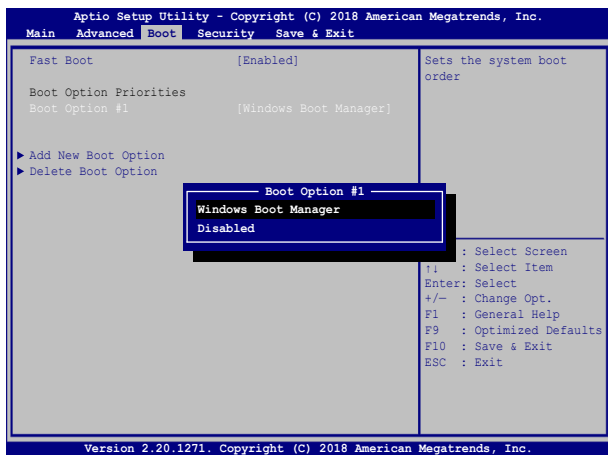 Aptio Setup Utility - Copyright (C) 2018 American Megatrends, Inc.
Main Advanced Boot Security Save & Exit
Fast Boot [Enabled]
Boot Option Priorities
Boot Option #1 [Windows Boot Manager]
▶ Add New Boot Option
▶ Delete Boot Option
Sets the system boot
order
Boot Option #1
Windows Boot Manager
Disabled
: Select Screen
↑↓ : Select Item
Enter: Select
+/— : Change Opt.
F1 : General Help
F9 : Optimized Defaults
F10 : Save & Exit
ESC : Exit
Version 2.20.1271. Copyright (C) 2018 American Megatrends, Inc.